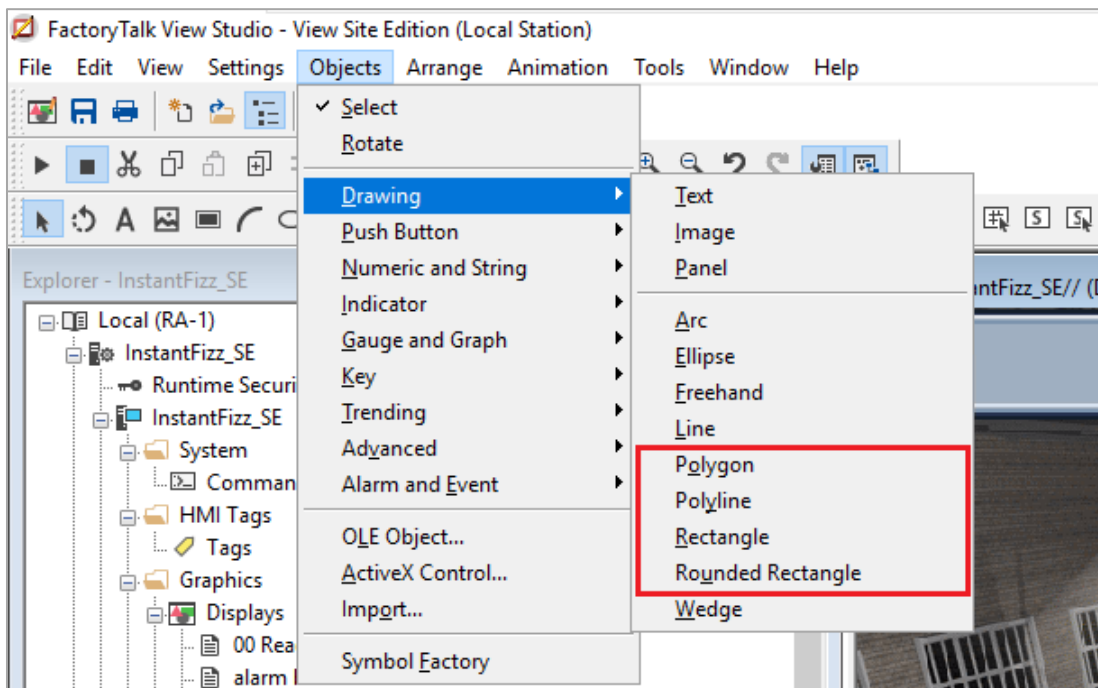 FactoryTalk View Studio - View Site Edition (Local Station)
File Edit View Settings Objects Arrange Animation Tools Window Help
Select
Rotate
Drawing
Push Button
Numeric and String
Indicator
Gauge and Graph
Key
Trending
Advanced
Alarm and Event
OLE Object...
ActiveX Control...
Import...
Symbol Factory
Text
Image
Panel
Arc
Ellipse
Freehand
Line
Polygon
Polyline
Rectangle
Rounded Rectangle
Wedge
A
S
S
Explorer - InstantFizz_SE
Local (RA-1)
InstantFizz_SE
Runtime Securi
InstantFizz_SE
System
Comman
HMI Tags
Tags
Graphics
Displays
00 Rea
alarm
ntFizz_SE// (